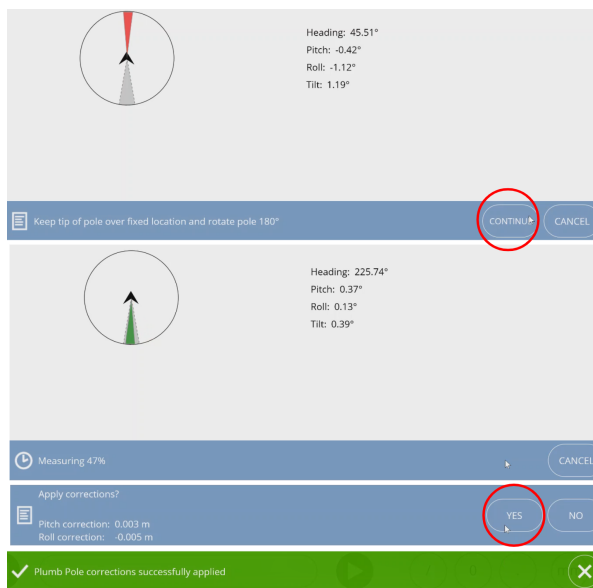 Heading: 45.51°
Pitch: -0.42°
Roll: -1.12°
Tilt: 1.19°
Keep tip of pole over fixed location and rotate pole 180°
CONTINUE
CANCEL
Heading: 225.74°
Pitch: 0.37°
Roll: 0.13°
Tilt: 0.39°
Measuring 47%
CANCEL
Apply corrections?
Pitch correction: 0.003 m
Roll correction: -0.005 m
YES
NO
Plumb Pole corrections successfully applied